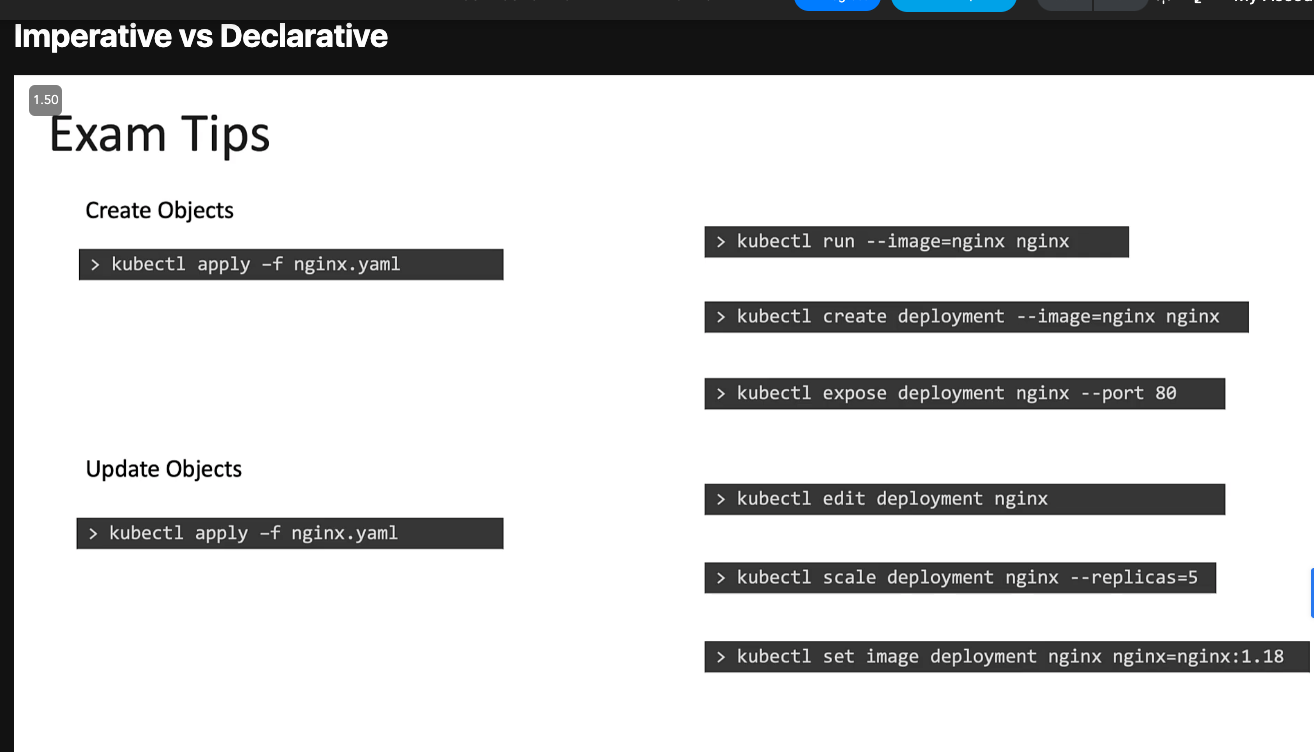 Imperative vs Declarative
1.50
Exam Tips
Create Objects
> kubectl apply –f nginx.yaml
> kubectl run --image=nginx nginx
> kubectl create deployment --image=nginx nginx
> kubectl expose deployment nginx --port 80
Update Objects
> kubectl apply –f nginx.yaml
> kubectl edit deployment nginx
> kubectl scale deployment nginx --replicas=5
> kubectl set image deployment nginx nginx=nginx:1.18